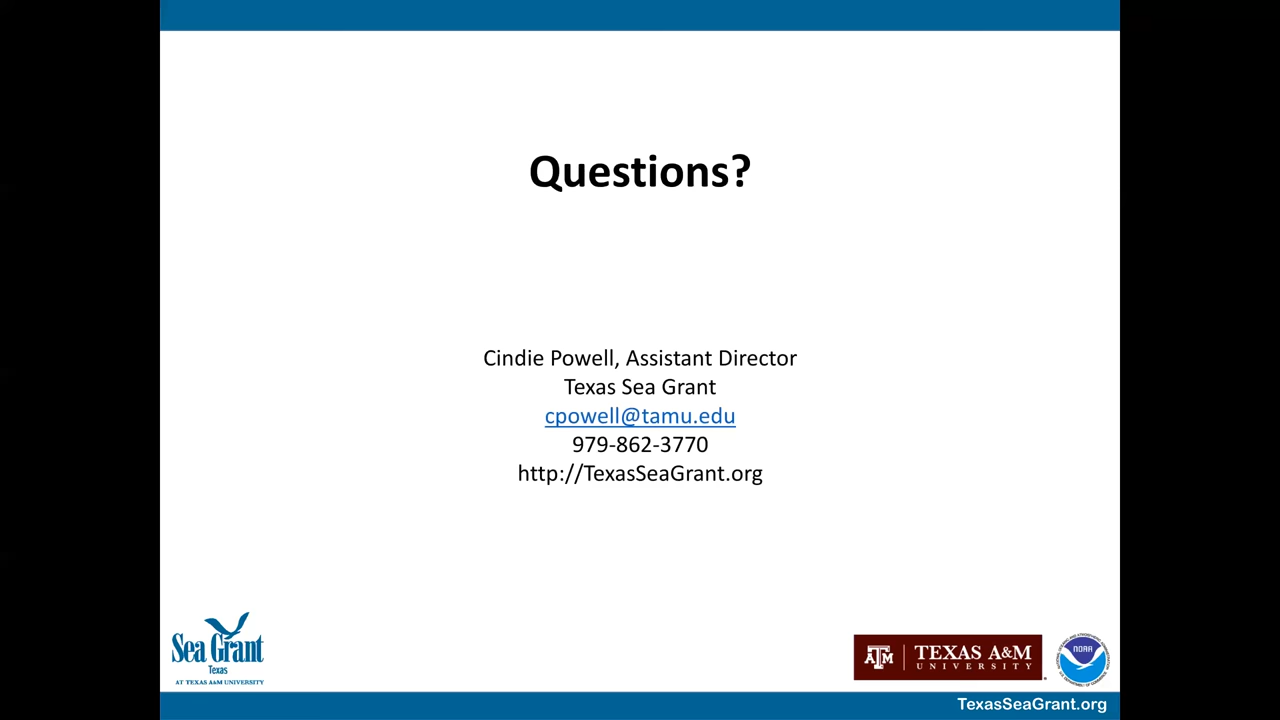 Questions?
Cindie Powell, Assistant Director
Texas Sea Grant
cpowell@tamu.edu
979-862-3770
http://TexasSeaGrant.org
Sea Grant
Texas
AT TEXAS A&M UNIVERSITY
ATM
TEXAS A&M
UNIVERSITY
NOAA
TexasSeaGrant.org